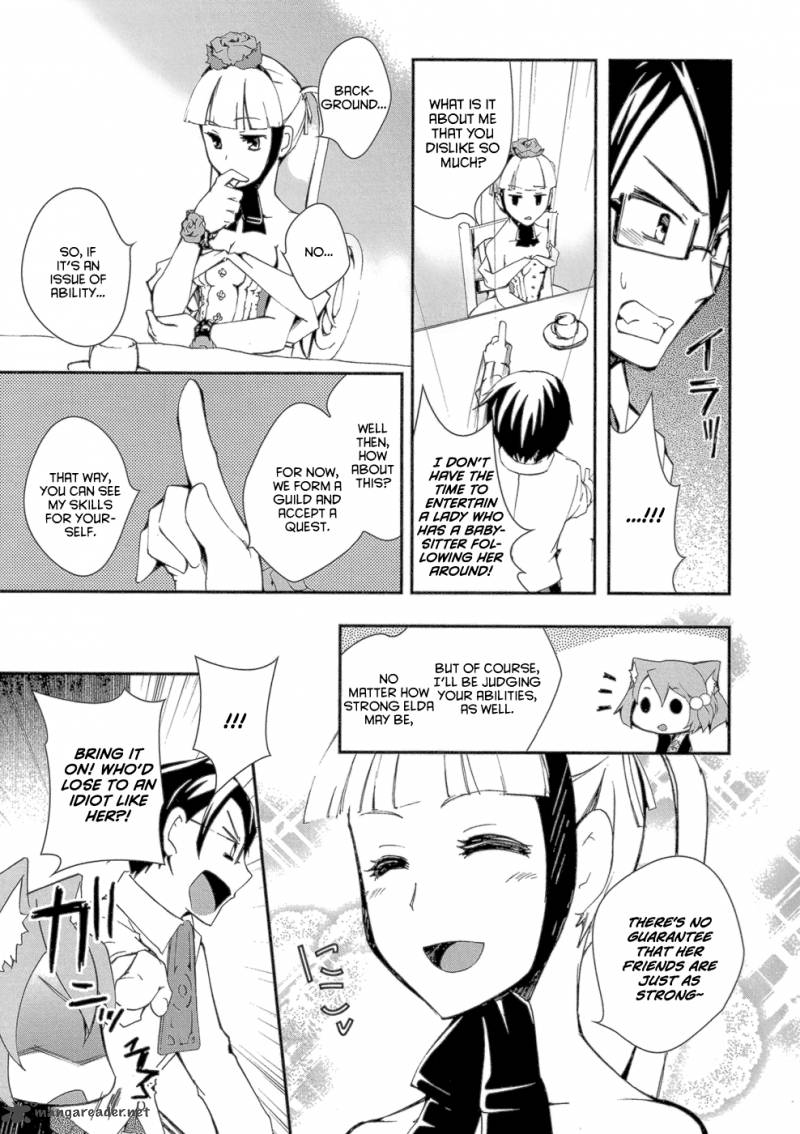 イラッ
....!!!
WHAT IS IT
ABOUT ME
THAT YOU
DISLIKE SO
MUCH?
I DON'T
HAVE THE
TIME TO
ENTERTAIN
A LADY WHO
HAS A BABY-
SITTER FOL-
LOWING HER
AROUND!
BACK-
GROUND...
NO...
SO, IF
IT'S AN
ISSUE OF
ABILITY...
WELL
THEN,
HOW
ABOUT
THIS?
FOR NOW,
WE FORM A
GUILD AND
ACCEPT A
QUEST.
THAT WAY,
YOU CAN SEE
MY SKILLS
FOR YOUR-
SELF.
BUT OF COURSE,
I'LL BE JUDGING
YOUR ABILITIES,
AS WELL.
NO
MATTER HOW
STRONG ELDA
MAY BE,
THERE'S NO
GUARANTEE
THAT HER
FRIENDS ARE
JUST AS
STRONG~
「ニコ」
!!!
BRING IT
ON! WHO'D
LOSE TO AN
IDIOT LIKE
HER?!
ガシッ
mangareader.net